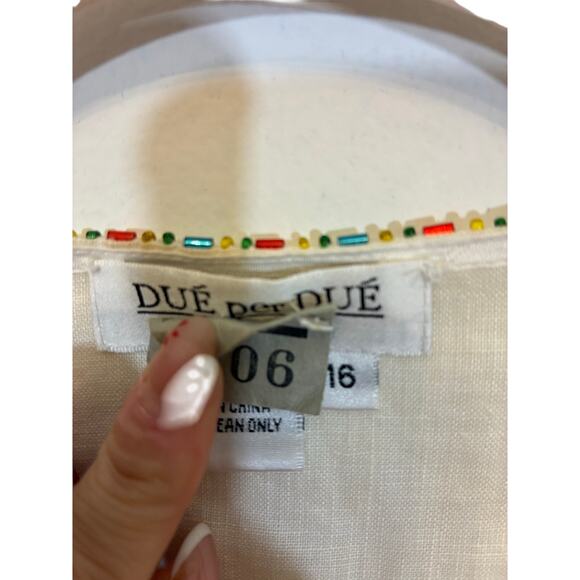 DUÉ per DUÉ
06
16
CHINA
EAN ONLY